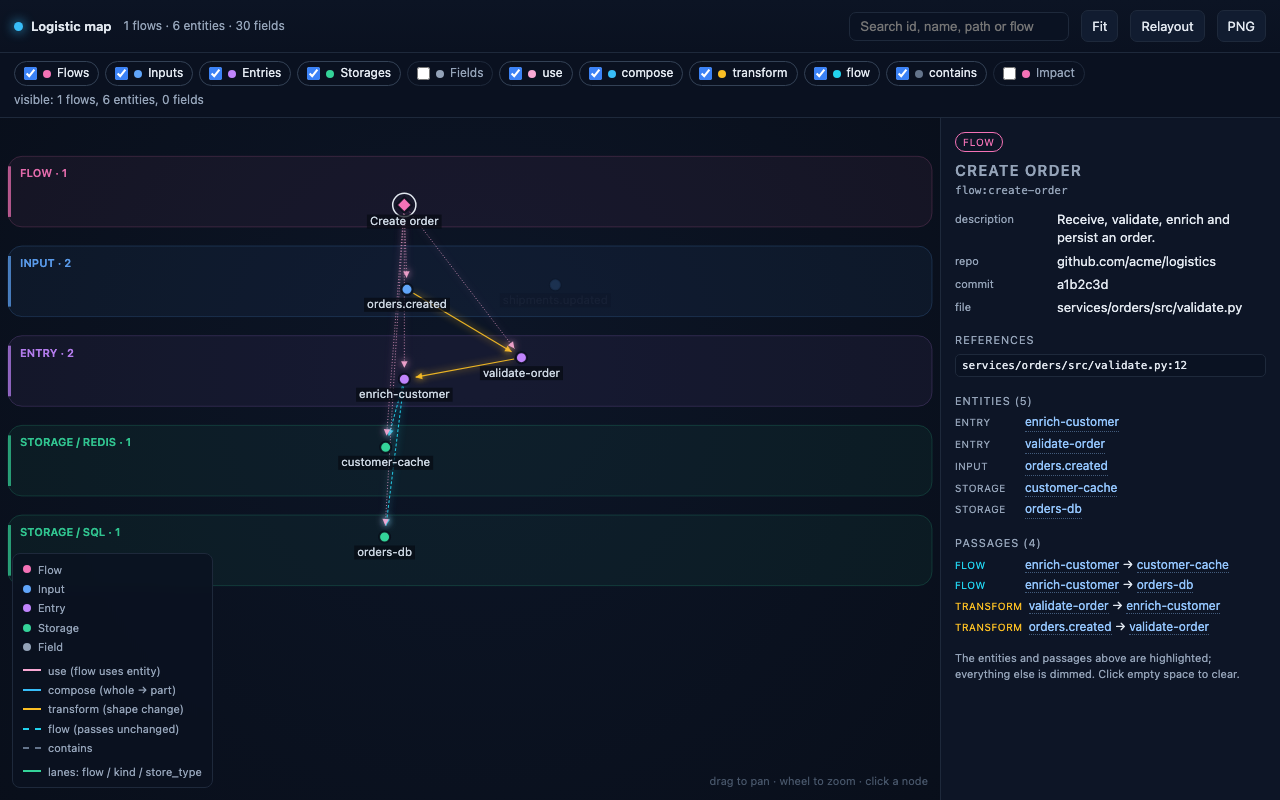 Logistic map
1 flows · 6 entities · 30 fields
Search id, name, path or flow
Fit
Relayout
PNG
Flows
Inputs
Entries
Storages
Fields
use
compose
transform
flow
contains
Impact
visible: 1 flows, 6 entities, 0 fields
FLOW · 1
Create order
INPUT · 2
orders.created
shipments.updated
ENTRY · 2
validate-order
enrich-customer
STORAGE / REDIS · 1
customer-cache
STORAGE / SQL · 1
orders-db
Flow
Input
Entry
Storage
Field
use (flow uses entity)
compose (whole → part)
transform (shape change)
flow (passes unchanged)
contains
lanes: flow / kind / store_type
drag to pan · wheel to zoom · click a node
FLOW
CREATE ORDER
flow:create-order
description Receive, validate, enrich and
persist an order.
repo github.com/acme/logistics
commit a1b2c3d
file services/orders/src/validate.py
REFERENCES
services/orders/src/validate.py:12
ENTITIES (5)
ENTRY enrich-customer
ENTRY validate-order
INPUT orders.created
STORAGE customer-cache
STORAGE orders-db
PASSAGES (4)
FLOW enrich-customer → customer-cache
FLOW enrich-customer → orders-db
TRANSFORM validate-order → enrich-customer
TRANSFORM orders.created → validate-order
The entities and passages above are highlighted;
everything else is dimmed. Click empty space to clear.